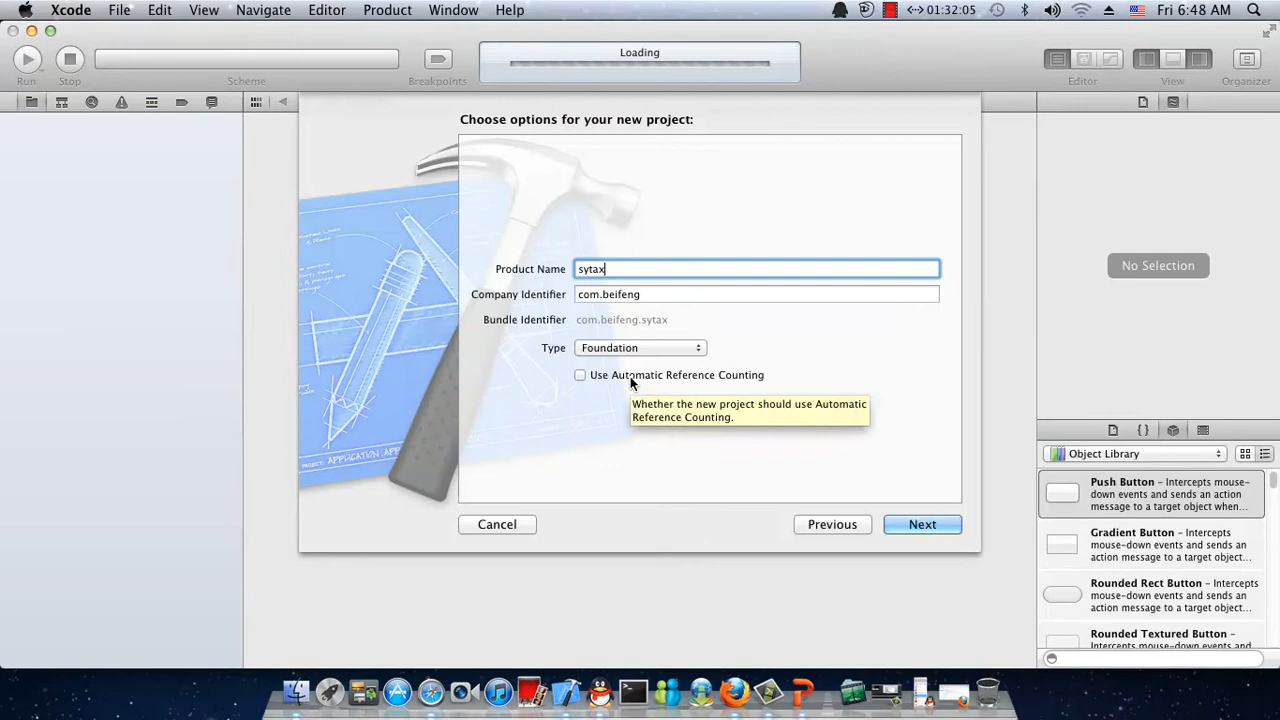 Xcode File Edit View Navigate Editor Product Window Help 01:32:05 Fri 6:48 AM
Loading
Run Stop Scheme Breakpoints Editor View Organizer
Choose options for your new project:
Product Name sytax
Company Identifier com.beifeng
Bundle Identifier com.beifeng.sytax
Type Foundation
Use Automatic Reference Counting
Whether the new project should use Automatic
Reference Counting.
Cancel Previous Next
No Selection
Object Library
Push Button – Intercepts mouse-
down events and sends an action
message to a target object when...
Gradient Button – Intercepts
mouse-down events and sends an
action message to a target object...
Rounded Rect Button – Intercepts
mouse-down events and sends an
action message to a target object...
Rounded Textured Button –
Intercepts mouse-down events and